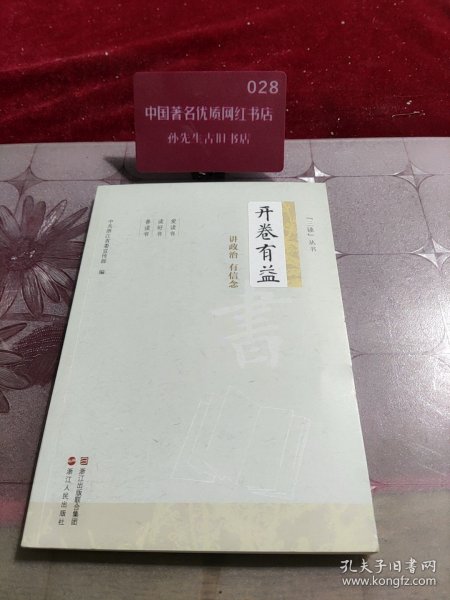 028
中国著名优质网红书店
孙先生古旧书店
「三读」丛书
开卷有益
讲政治 有信念
爱读书
读好书
善读书
中共浙江省委宣传部 编
書
浙江出版联合集团
浙江人民出版社
孔夫子旧书网
www.kongfz.com